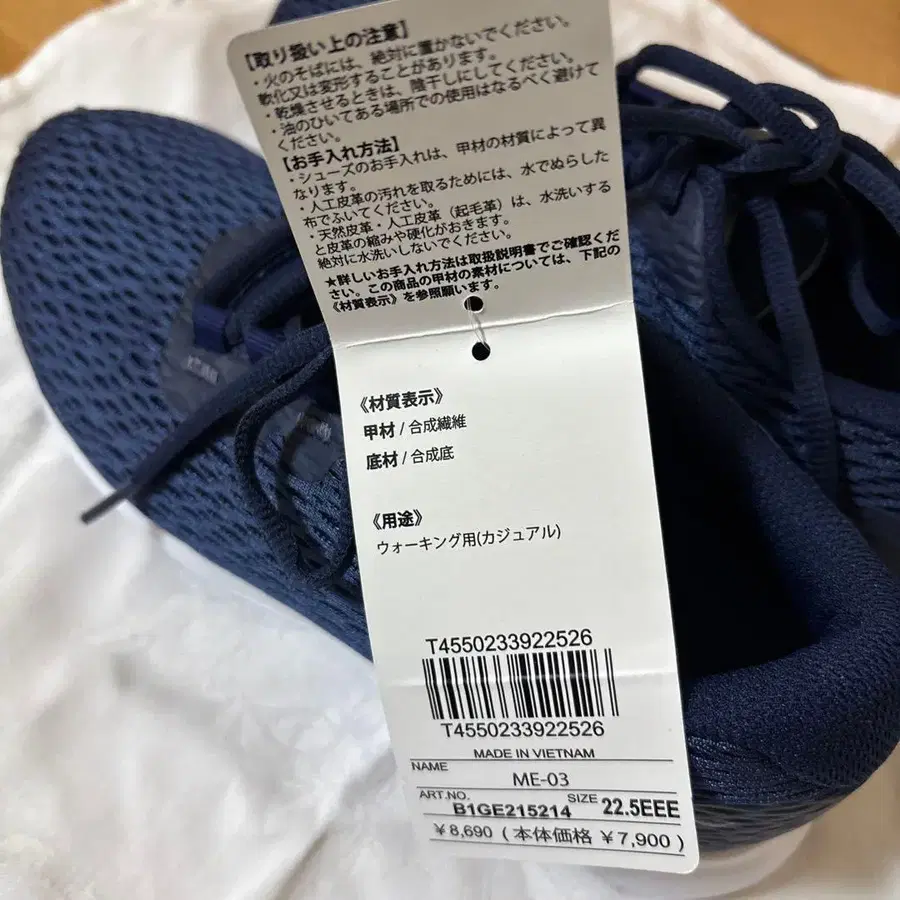 【取り扱い上の注意】
・火のそばには、絶対に置かないでください。
軟化又は変形することがあります。
・乾燥させるときは、陰干しにしてください。
・油のひいてある場所での使用はなるべく避けて
ください。
【お手入れ方法】
・シューズのお手入れは、甲材の材質によって異
なります。
・人工皮革の汚れを取るためには、水でぬらした
布でふいてください。
・天然皮革・人工皮革（起毛革）は、水洗いする
と皮革の縮みや硬化がおきます。
絶対に水洗いしないでください。
★詳しいお手入れ方法は取扱説明書でご確認くだ
さい。この商品の甲材の素材については、下記の
《材質表示》を参照願います。
《材質表示》
甲材 / 合成繊維
底材 / 合成底
《用途》
ウォーキング用(カジュアル)
T4550233922526
T4550233922526
MADE IN VIETNAM
NAME ME-03
ART.NO. B1GE215214 SIZE 22.5EEE
￥8,690 ( 本体価格 ￥7,900 )